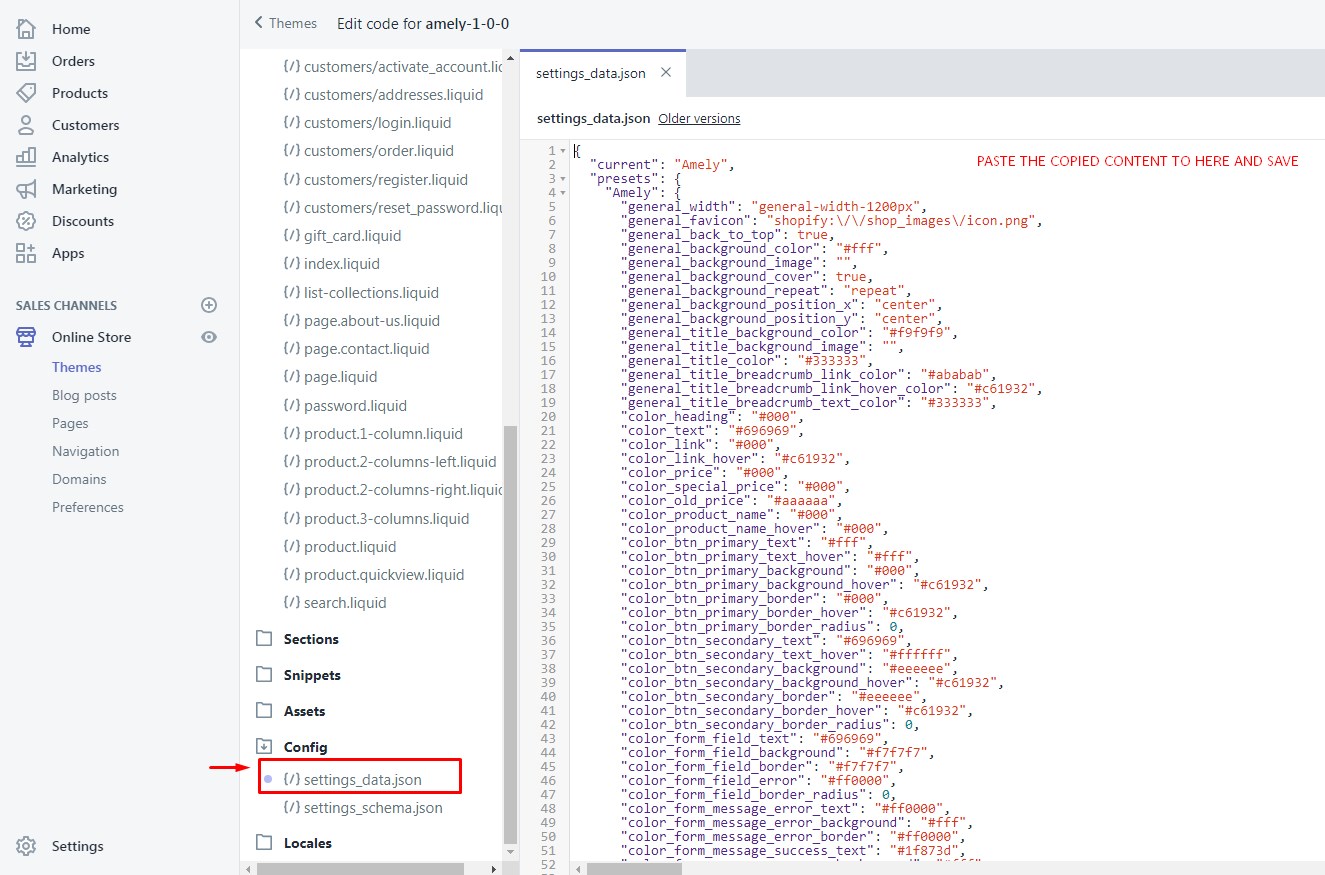 Home
Orders
Products
Customers
Analytics
Marketing
Discounts
Apps
SALES CHANNELS
Online Store
Themes
Blog posts
Pages
Navigation
Domains
Preferences
Settings
Themes Edit code for amely-1-0-0
{/} customers/activate_account.lic
{/} customers/addresses.liquid
{/} customers/login.liquid
{/} customers/order.liquid
{/} customers/register.liquid
{/} customers/reset_password.liqu
{/} gift_card.liquid
{/} index.liquid
{/} list-collections.liquid
{/} page.about-us.liquid
{/} page.contact.liquid
{/} page.liquid
{/} password.liquid
{/} product.1-column.liquid
{/} product.2-columns-left.liquid
{/} product.2-columns-right.liquid
{/} product.3-columns.liquid
{/} product.liquid
{/} product.quickview.liquid
{/} search.liquid
Sections
Snippets
Assets
Config
{/} settings_data.json
{/} settings_schema.json
Locales
settings_data.json ×
settings_data.json Older versions
PASTE THE COPIED CONTENT TO HERE AND SAVE
1 {
2 "current": "Amely",
3 "presets": {
4 "Amely": {
5 "general_width": "general-width-1200px",
6 "general_favicon": "shopify:\/\/shop_images\/icon.png",
7 "general_back_to_top": true,
8 "general_background_color": "#fff",
9 "general_background_image": "",
10 "general_background_cover": true,
11 "general_background_repeat": "repeat",
12 "general_background_position_x": "center",
13 "general_background_position_y": "center",
14 "general_title_background_color": "#f9f9f9",
15 "general_title_background_image": "",
16 "general_title_color": "#333333",
17 "general_title_breadcrumb_link_color": "#ababab",
18 "general_title_breadcrumb_link_hover_color": "#c61932",
19 "general_title_breadcrumb_text_color": "#333333",
20 "color_heading": "#000",
21 "color_text": "#696969",
22 "color_link": "#000",
23 "color_link_hover": "#c61932",
24 "color_price": "#000",
25 "color_special_price": "#000",
26 "color_old_price": "#aaaaaa",
27 "color_product_name": "#000",
28 "color_product_name_hover": "#000",
29 "color_btn_primary_text": "#fff",
30 "color_btn_primary_text_hover": "#fff",
31 "color_btn_primary_background": "#000",
32 "color_btn_primary_background_hover": "#c61932",
33 "color_btn_primary_border": "#000",
34 "color_btn_primary_border_hover": "#c61932",
35 "color_btn_primary_border_radius": 0,
36 "color_btn_secondary_text": "#696969",
37 "color_btn_secondary_text_hover": "#ffffff",
38 "color_btn_secondary_background": "#eeeeee",
39 "color_btn_secondary_background_hover": "#c61932",
40 "color_btn_secondary_border": "#eeeeee",
41 "color_btn_secondary_border_hover": "#c61932",
42 "color_btn_secondary_border_radius": 0,
43 "color_form_field_text": "#696969",
44 "color_form_field_background": "#f7f7f7",
45 "color_form_field_border": "#f7f7f7",
46 "color_form_field_error": "#ff0000",
47 "color_form_field_border_radius": 0,
48 "color_form_message_error_text": "#ff0000",
49 "color_form_message_error_background": "#fff",
50 "color_form_message_error_border": "#ff0000",
51 "color_form_message_success_text": "#1f873d",
52